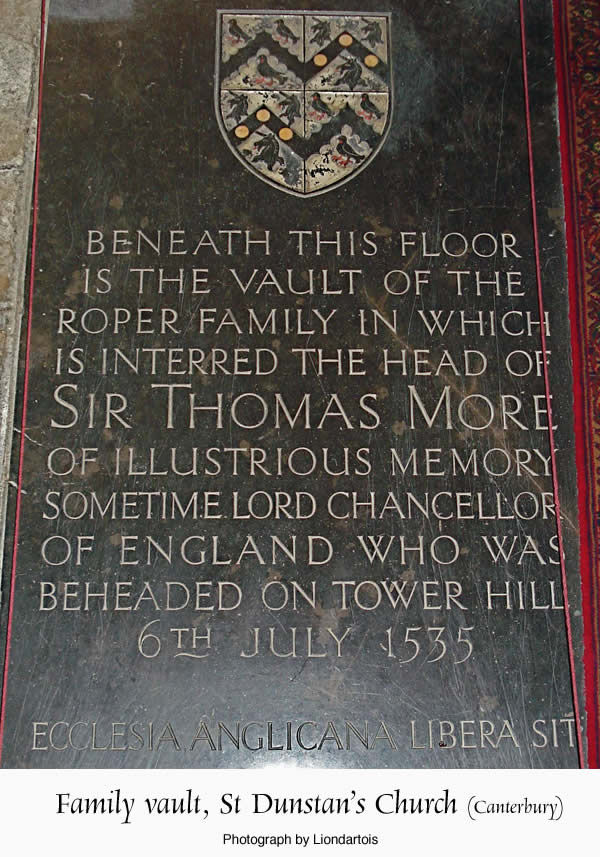 BENEATH THIS FLOOR
IS THE VAULT OF THE
ROPER FAMILY IN WHICH
IS INTERRED THE HEAD OF
SIR THOMAS MORE
OF ILLUSTRIOUS MEMORY
SOMETIME LORD CHANCELLOR
OF ENGLAND WHO WAS
BEHEADED ON TOWER HILL
6TH JULY 1535
ECCLESIA ANGLICANA LIBERA SIT
Family vault, St Dunstan's Church (Canterbury)
Photograph by Liondartois